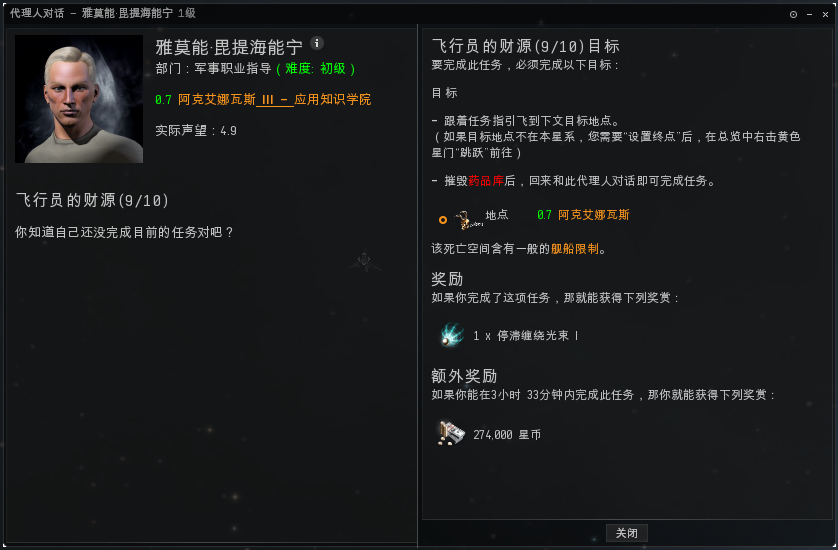 代理人对话 - 雅莫能·毘提海能宁 1级
雅莫能·毘提海能宁
部门：军事职业指导（难度: 初级）
0.7 阿克艾娜瓦斯 III - 应用知识学院
实际声望：4.9
飞行员的财源(9/10)
你知道自己还没完成目前的任务对吧？
飞行员的财源(9/10)目标
要完成此任务，必须完成以下目标：
目标
- 跟着任务指引飞到下文目标地点。
（如果目标地点不在本星系，您需要“设置终点”后，在总览中右击黄色
星门“跳跃”前往）
- 摧毁药品库后，回来和此代理人对话即可完成任务。
地点 0.7 阿克艾娜瓦斯
该死亡空间含有一般的舰船限制。
奖励
如果你完成了这项任务，那就能获得下列奖赏：
1 x 停滞缠绕光束 I
额外奖励
如果你能在3小时 33分钟内完成此任务，那你就能获得下列奖赏：
274,000 星币
关闭